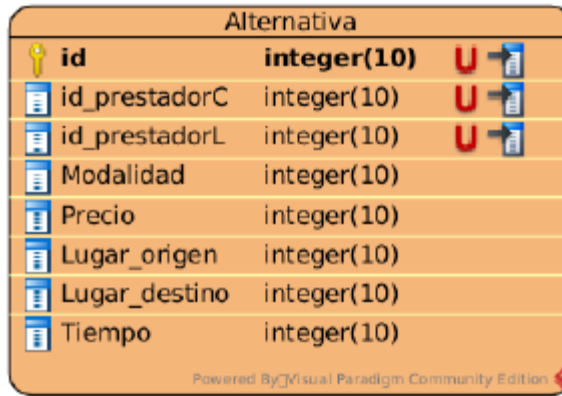 Alternativa
id integer(10) U
id_prestadorC integer(10) U
id_prestadorL integer(10) U
Modalidad integer(10)
Precio integer(10)
Lugar_origen integer(10)
Lugar_destino integer(10)
Tiempo integer(10)
Powered By Visual Paradigm Community Edition